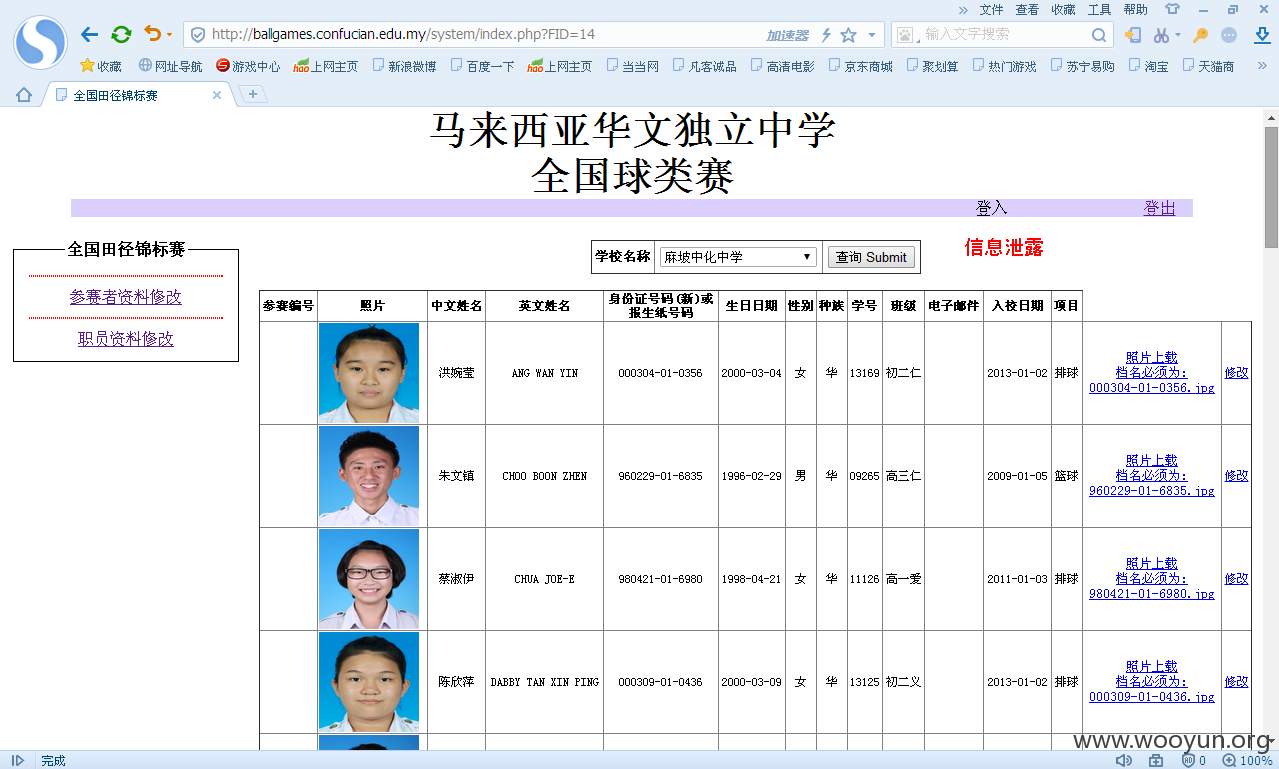 » 文件 查看 收藏 工具 帮助
http://ballgames.confucian.edu.my/system/index.php?FID=14 加速器 输入文字搜索
收藏 网址导航 游戏中心 hao上网主页 新浪微博 百度一下 hao上网主页 当当网 凡客诚品 高清电影 京东商城 聚划算 热门游戏 苏宁易购 淘宝 天猫商 »
全国田径锦标赛
马来西亚华文独立中学
全国球类赛
登入 登出
全国田径锦标赛
参赛者资料修改
职员资料修改
学校名称 麻坡中化中学 查询 Submit
信息泄露
参赛编号 照片 中文姓名 英文姓名 身份证号码(新)或报生纸号码 生日日期 性别 种族 学号 班级 电子邮件 入校日期 项目
洪婉莹 ANG WAN YIN 000304-01-0356 2000-03-04 女 华 13169 初二仁 2013-01-02 排球 照片上载 档名必须为: 000304-01-0356.jpg 修改
朱文镇 CHOO BOON ZHEN 960229-01-6835 1996-02-29 男 华 09265 高三仁 2009-01-05 篮球 照片上载 档名必须为: 960229-01-6835.jpg 修改
蔡淑伊 CHUA JOE-E 980421-01-6980 1998-04-21 女 华 11126 高一爱 2011-01-03 排球 照片上载 档名必须为: 980421-01-6980.jpg 修改
陈欣萍 DABBY TAN XIN PING 000309-01-0436 2000-03-09 女 华 13125 初二义 2013-01-02 排球 照片上载 档名必须为: 000309-01-0436.jpg 修改
www.wooyun.org
完成 0 100%